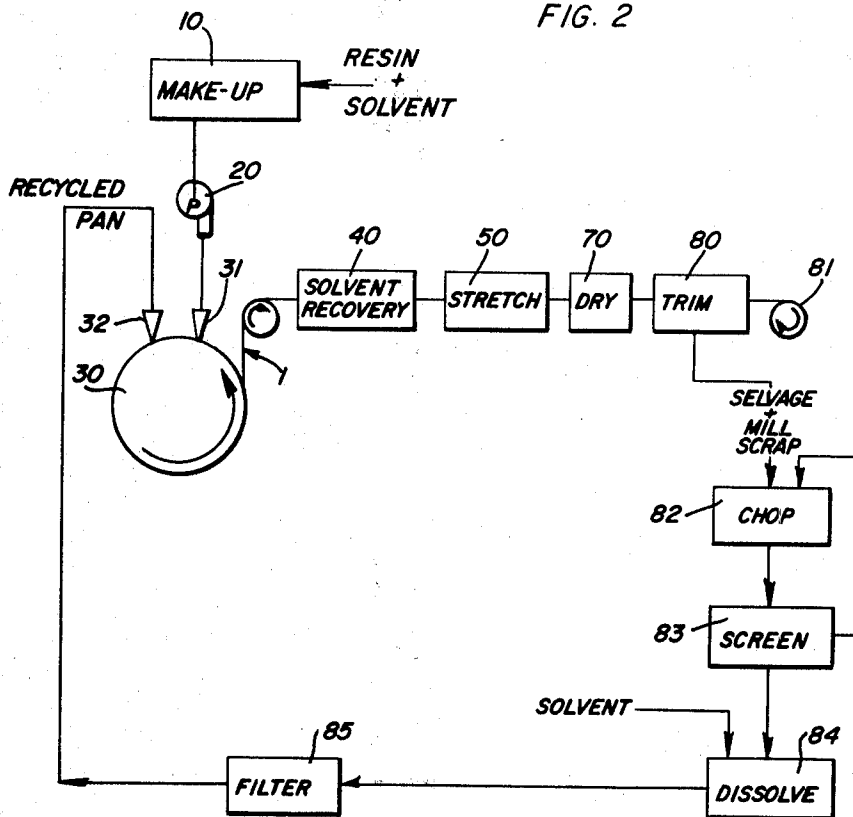 FIG. 2
10
MAKE-UP
RESIN
+
SOLVENT
20
P
RECYCLED
PAN
31
32
30
1
40
SOLVENT
RECOVERY
50
STRETCH
70
DRY
80
TRIM
81
SELVAGE
+
MILL
SCRAP
82
CHOP
83
SCREEN
SOLVENT
84
DISSOLVE
85
FILTER